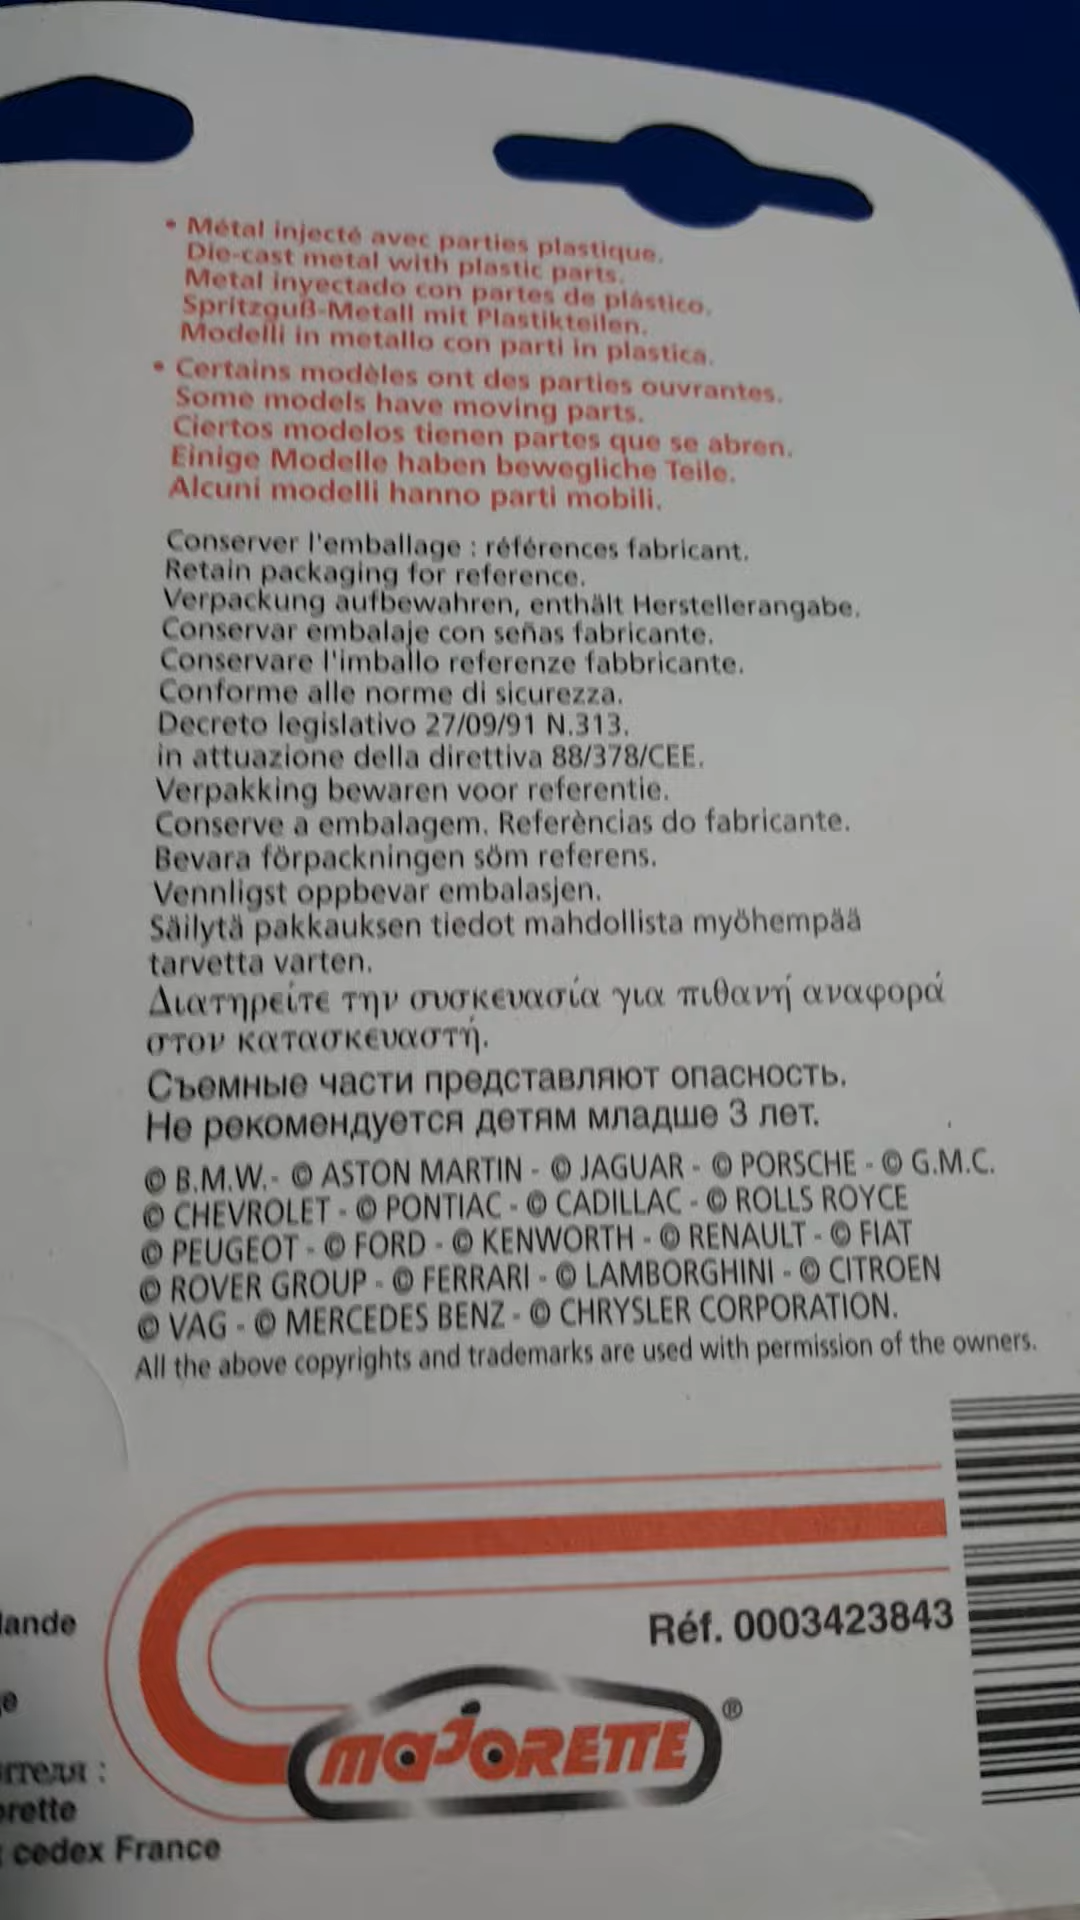 • Métal injecté avec parties plastique.
Die-cast metal with plastic parts.
Metal inyectado con partes de plástico.
Spritzguß-Metall mit Plastikteilen.
Modelli in metallo con parti in plastica.
• Certains modèles ont des parties ouvrantes.
Some models have moving parts.
Ciertos modelos tienen partes que se abren.
Einige Modelle haben bewegliche Teile.
Alcuni modelli hanno parti mobili.
Conserver l'emballage : références fabricant.
Retain packaging for reference.
Verpackung aufbewahren, enthält Herstellerangabe.
Conservar embalaje con señas fabricante.
Conservare l'imballo referenze fabbricante.
Conforme alle norme di sicurezza.
Decreto legislativo 27/09/91 N.313.
in attuazione della direttiva 88/378/CEE.
Verpakking bewaren voor referentie.
Conserve a embalagem. Referèncias do fabricante.
Bevara förpackningen söm referens.
Vennligst oppbevar embalasjen.
Säilytä pakkauksen tiedot mahdollista myöhempää
tarvetta varten.
Διατηρείτε την συσκευασία για πιθανή αναφορά
στον κατασκευαστή.
Съемные части представляют опасность.
Не рекомендуется детям младше 3 лет.
© B.M.W.- © ASTON MARTIN - © JAGUAR - © PORSCHE - © G.M.C.
© CHEVROLET - © PONTIAC - © CADILLAC - © ROLLS ROYCE
© PEUGEOT - © FORD - © KENWORTH - © RENAULT - © FIAT
© ROVER GROUP - © FERRARI - © LAMBORGHINI - © CITROEN
© VAG - © MERCEDES BENZ - © CHRYSLER CORPORATION.
All the above copyrights and trademarks are used with permission of the owners.
Réf. 0003423843
MAJORETTE ®
cedex France